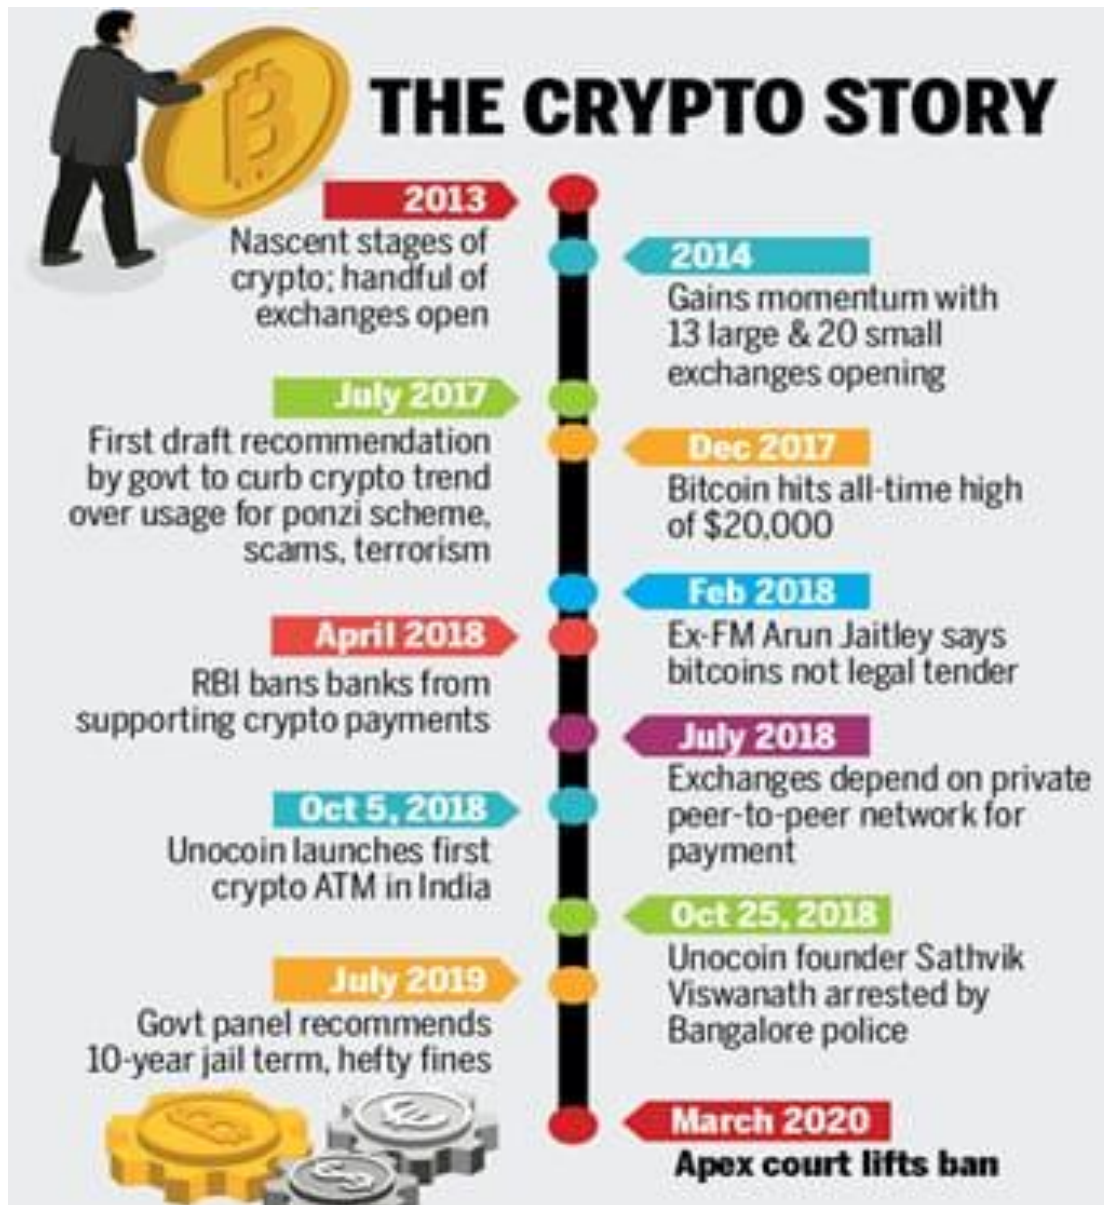 THE CRYPTO STORY
2013
Nascent stages of
crypto; handful of
exchanges open
2014
Gains momentum with
13 large & 20 small
exchanges opening
July 2017
First draft recommendation
by govt to curb crypto trend
over usage for ponzi scheme,
scams, terrorism
Dec 2017
Bitcoin hits all-time high
of $20,000
Feb 2018
Ex-FM Arun Jaitley says
bitcoins not legal tender
April 2018
RBI bans banks from
supporting crypto payments
July 2018
Exchanges depend on private
peer-to-peer network for
payment
Oct 5, 2018
Unocoin launches first
crypto ATM in India
Oct 25, 2018
Unocoin founder Sathvik
Viswanath arrested by
Bangalore police
July 2019
Govt panel recommends
10-year jail term, hefty fines
March 2020
Apex court lifts ban